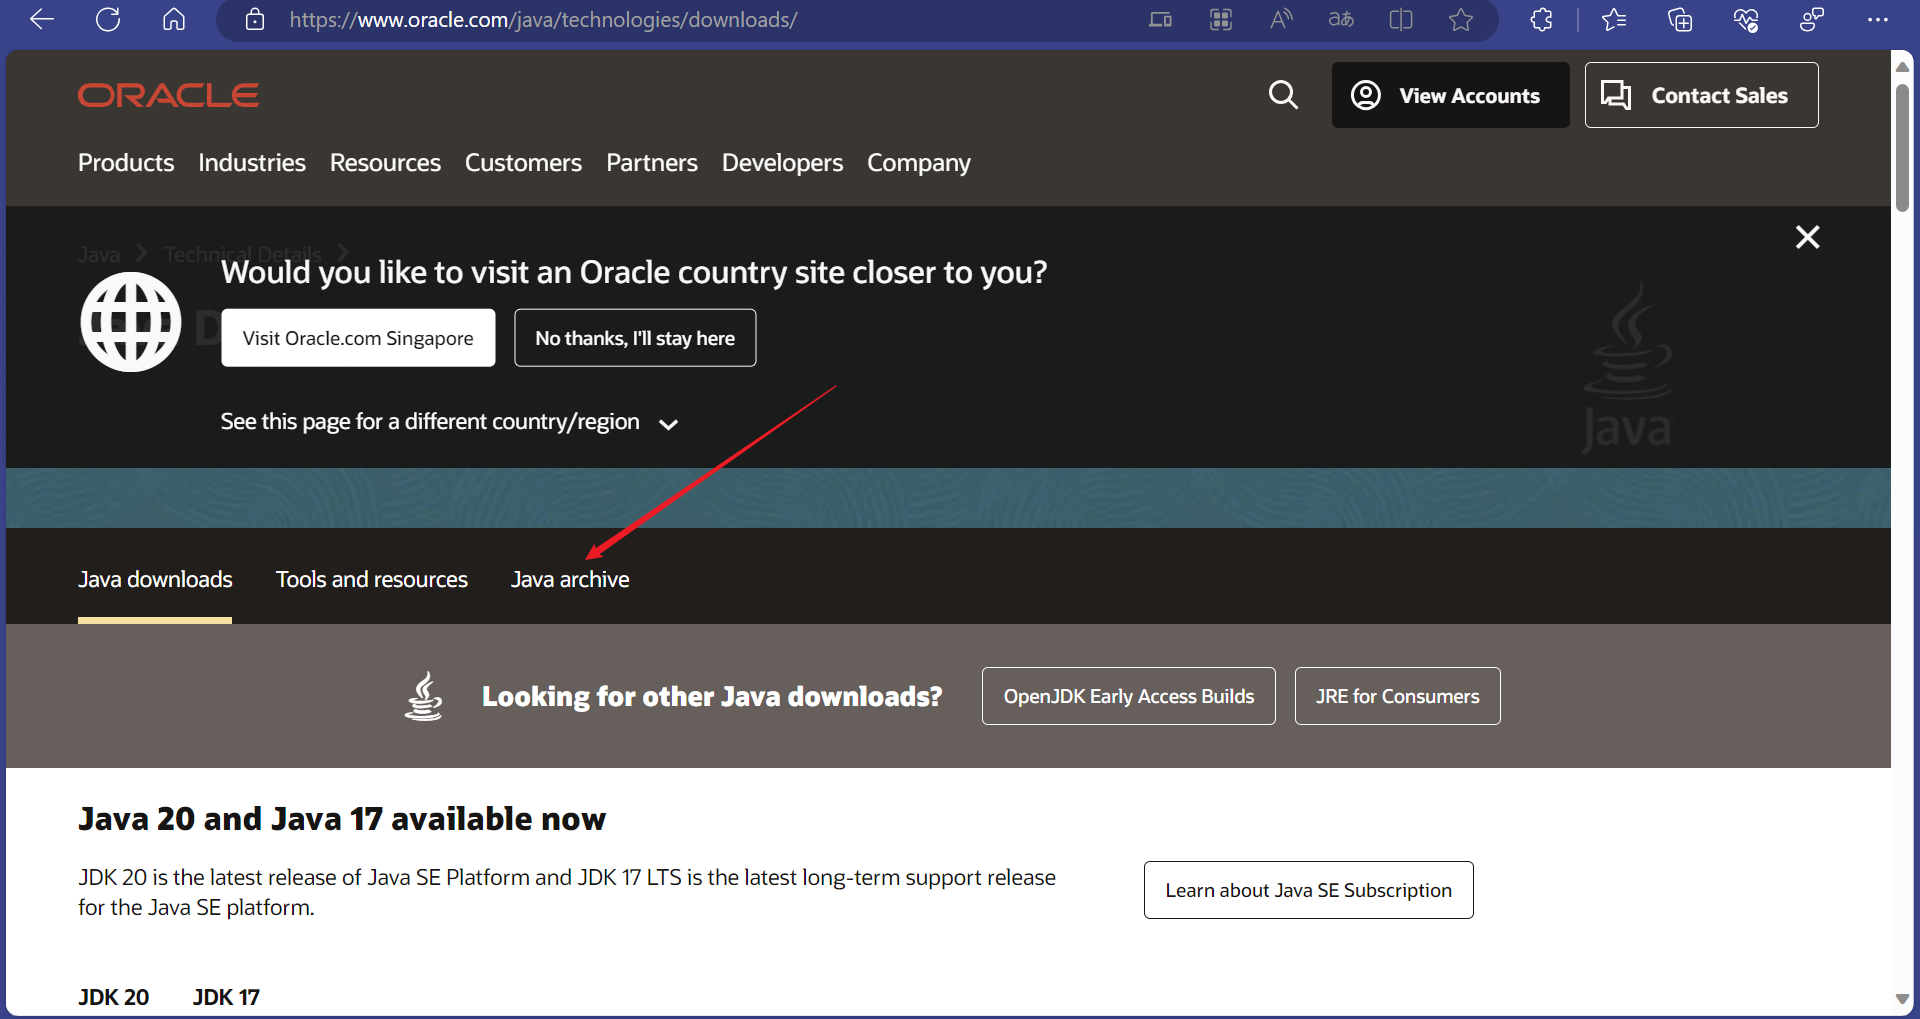 https://www.oracle.com/java/technologies/downloads/
ORACLE
View Accounts
Contact Sales
Products Industries Resources Customers Partners Developers Company
Java Technical Details
Would you like to visit an Oracle country site closer to you?
Visit Oracle.com Singapore
No thanks, I'll stay here
See this page for a different country/region
Java
Java downloads Tools and resources Java archive
Looking for other Java downloads?
OpenJDK Early Access Builds
JRE for Consumers
Java 20 and Java 17 available now
JDK 20 is the latest release of Java SE Platform and JDK 17 LTS is the latest long-term support release
for the Java SE platform.
Learn about Java SE Subscription
JDK 20 JDK 17